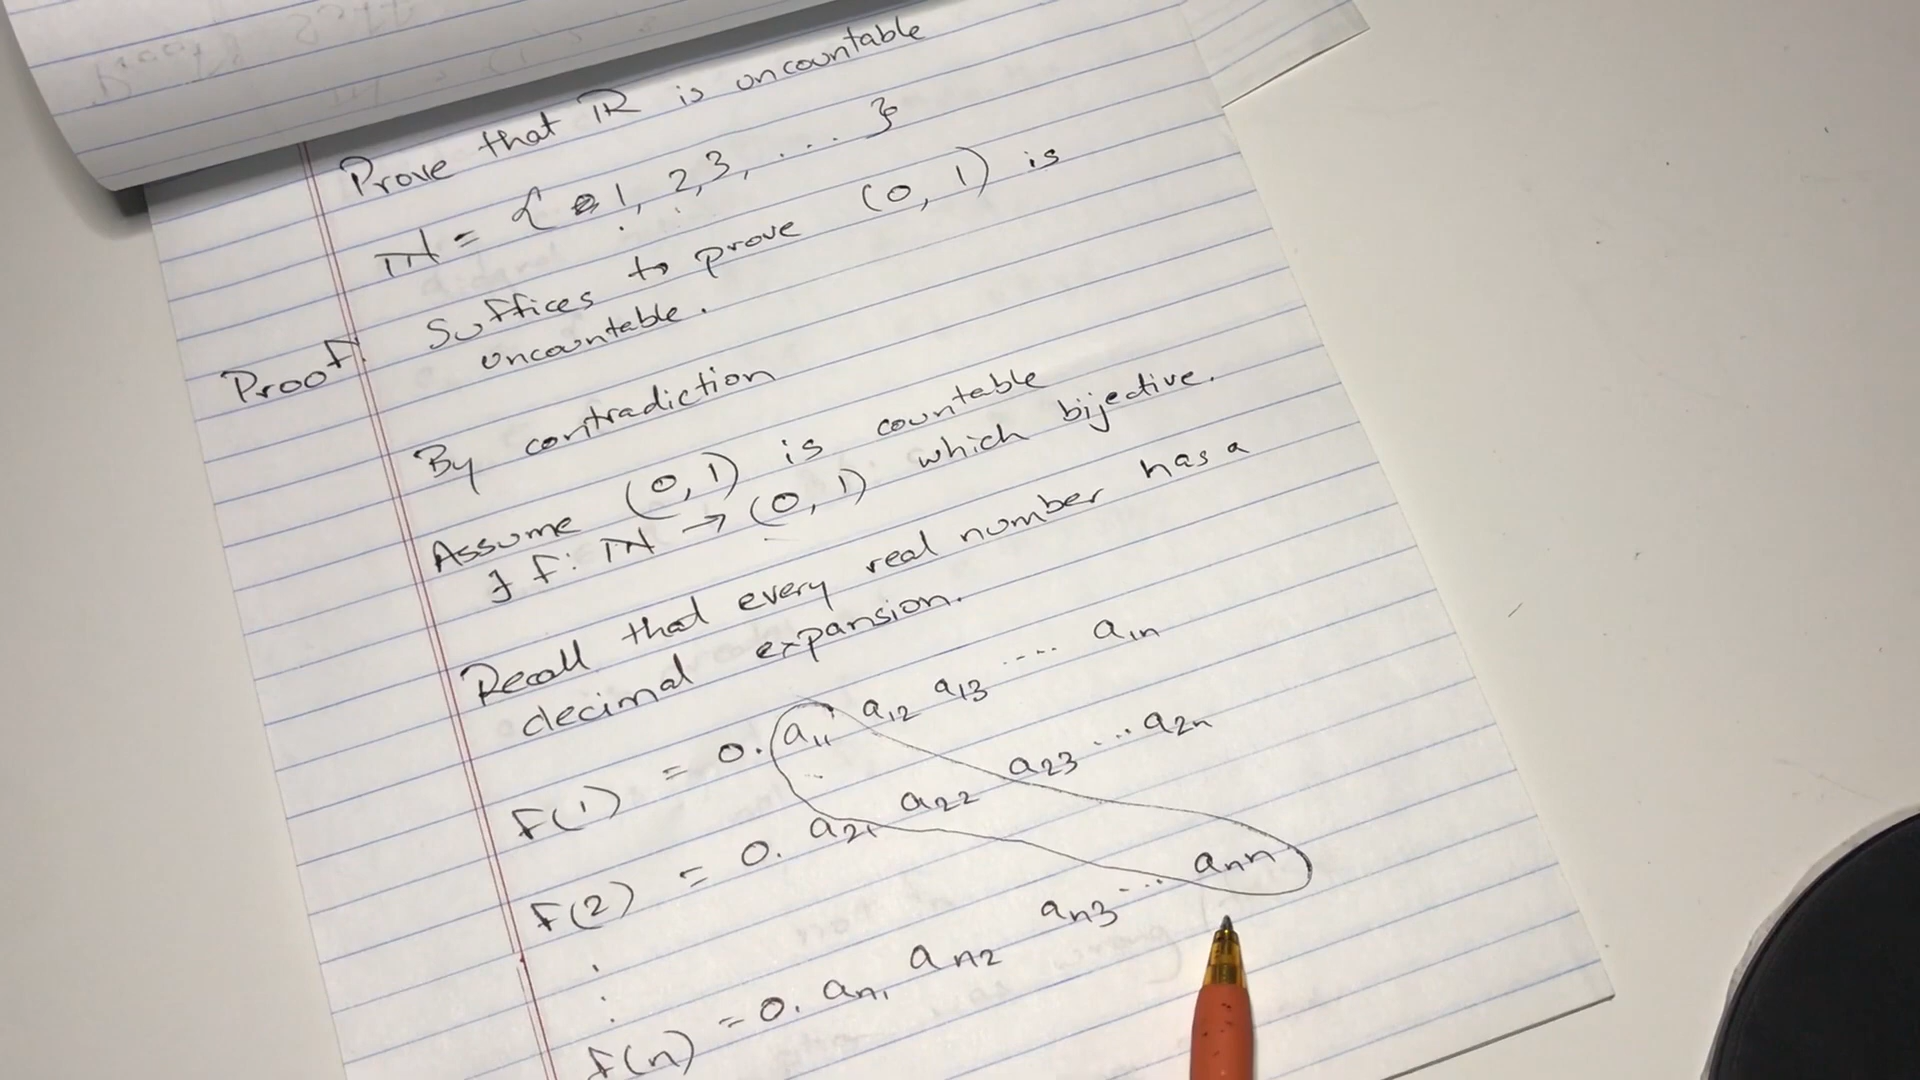 Prove that ℝ is uncountable
ℕ = { 1, 2, 3, .... }
Proof: Suffices to prove (0, 1) is
uncountable.
By contradiction
Assume (0, 1) is countable
∃ f: ℕ → (0, 1) which bijective.
Recall that every real number has a
decimal expansion.
f(1) = 0. a₁₁ a₁₂ a₁₃ ..... a₁ₙ
f(2) = 0. a₂₁ a₂₂ a₂₃ ... a₂ₙ
⋮
f(n) = 0. aₙ₁ aₙ₂ aₙ₃ .... aₙₙ